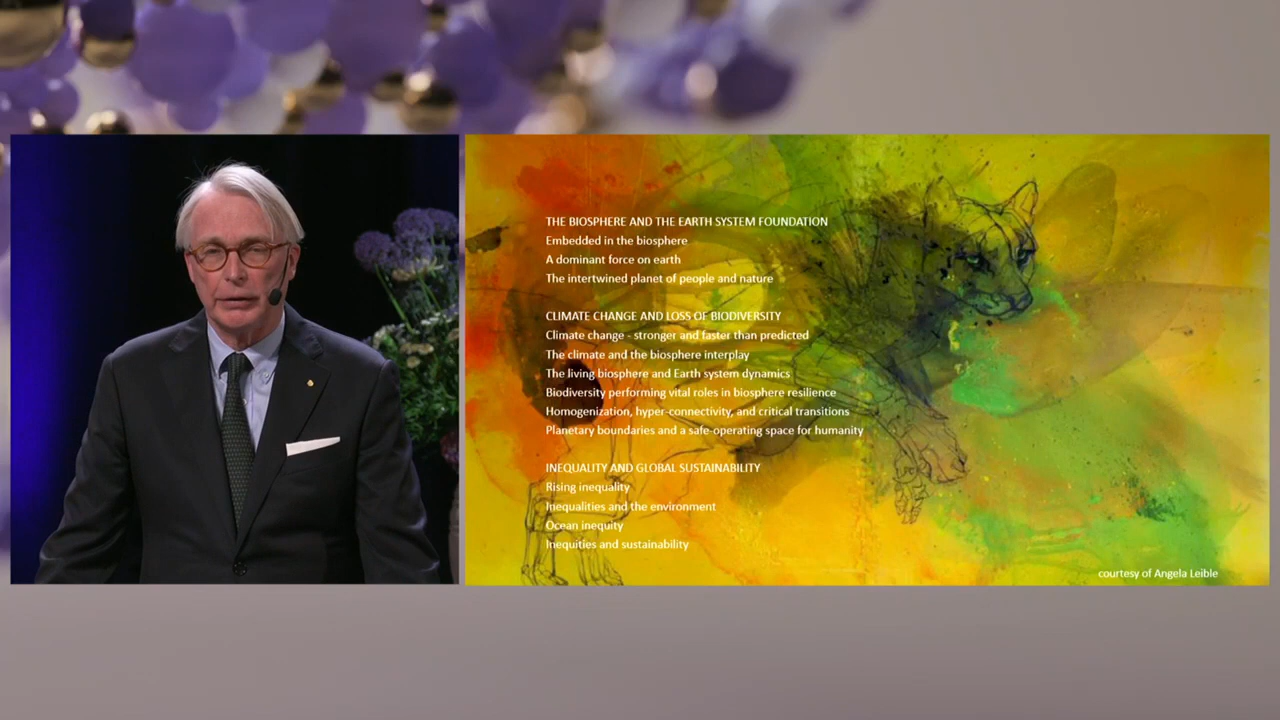 THE BIOSPHERE AND THE EARTH SYSTEM FOUNDATION
Embedded in the biosphere
A dominant force on earth
The intertwined planet of people and nature
CLIMATE CHANGE AND LOSS OF BIODIVERSITY
Climate change - stronger and faster than predicted
The climate and the biosphere interplay
The living biosphere and Earth system dynamics
Biodiversity performing vital roles in biosphere resilience
Homogenization, hyper-connectivity, and critical transitions
Planetary boundaries and a safe-operating space for humanity
INEQUALITY AND GLOBAL SUSTAINABILITY
Rising inequality
Inequalities and the environment
Ocean inequity
Inequities and sustainability
courtesy of Angela Leible